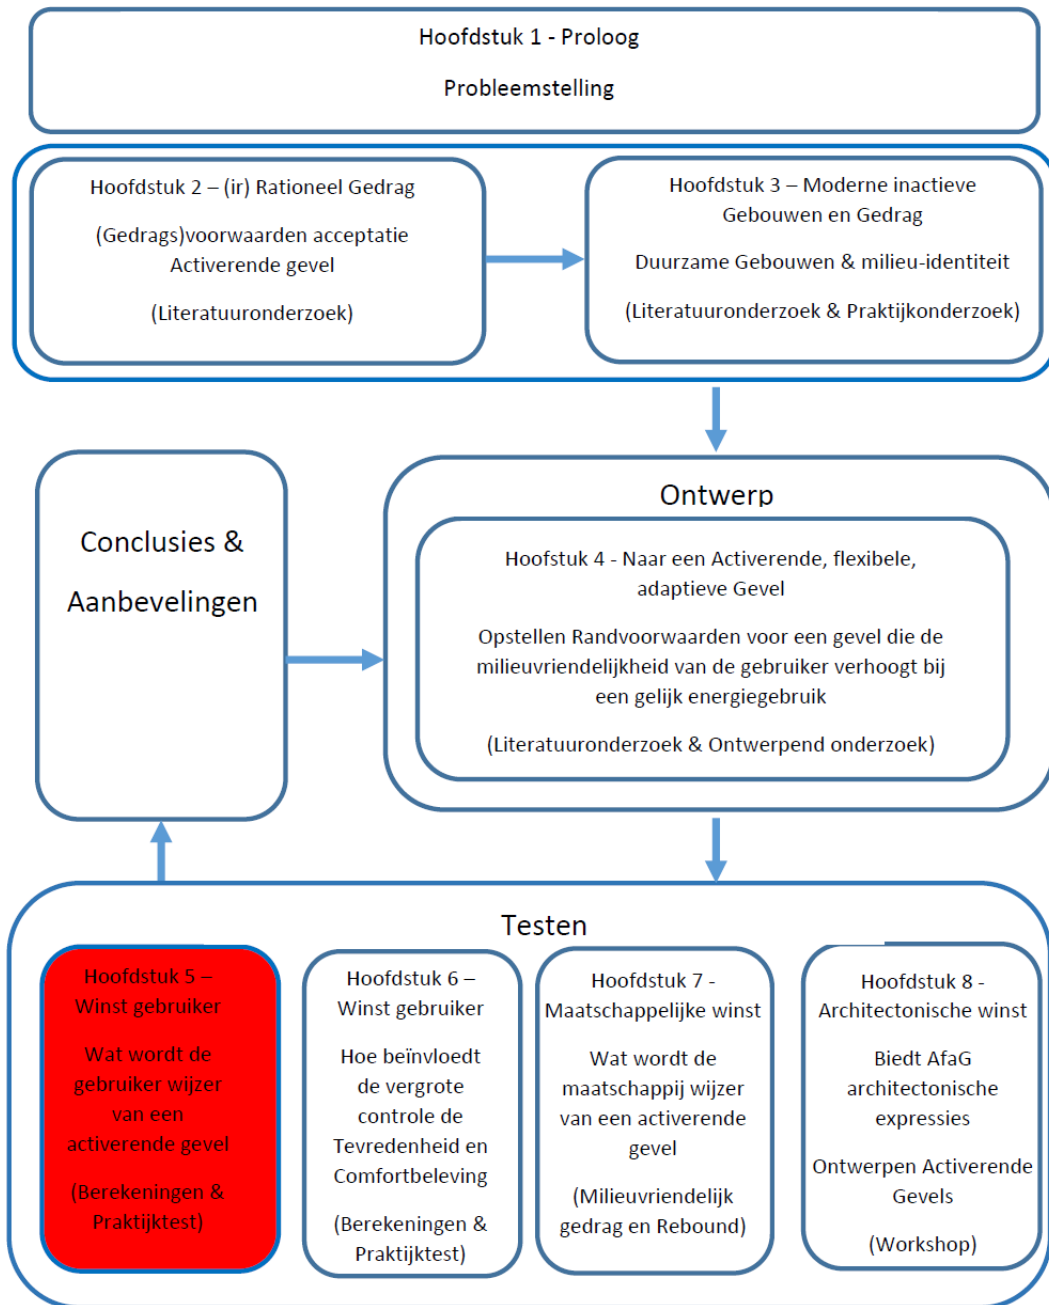 Hoofdstuk 1 - Proloog
Probleemstelling
Hoofdstuk 2 – (ir) Rationeel Gedrag
(Gedrags)voorwaarden acceptatie
Activerende gevel
(Literatuuronderzoek)
Hoofdstuk 3 – Moderne inactieve
Gebouwen en Gedrag
Duurzame Gebouwen & milieu-identiteit
(Literatuuronderzoek & Praktijkonderzoek)
Conclusies &
Aanbevelingen
Ontwerp
Hoofstuk 4 - Naar een Activerende, flexibele,
adaptieve Gevel
Opstellen Randvoorwaarden voor een gevel die de
milieuvriendelijkheid van de gebruiker verhoogt bij
een gelijk energiegebruik
(Literatuuronderzoek & Ontwerpend onderzoek)
Testen
Hoofdstuk 5 –
Winst gebruiker
Wat wordt de
gebruiker wijzer
van een
activerende gevel
(Berekeningen &
Praktijktest)
Hoofdstuk 6 –
Winst gebruiker
Hoe beïnvloedt
de vergrote
controle de
Tevredenheid en
Comfortbeleving
(Berekeningen &
Praktijktest)
Hoofdstuk 7 -
Maatschappelijke winst
Wat wordt de
maatschappij wijzer
van een activerende
gevel
(Milieuvriendelijk
gedrag en Rebound)
Hoofdstuk 8 -
Architectonische winst
Biedt AfaG
architectonische
expressies
Ontwerpen Activerende
Gevels
(Workshop)